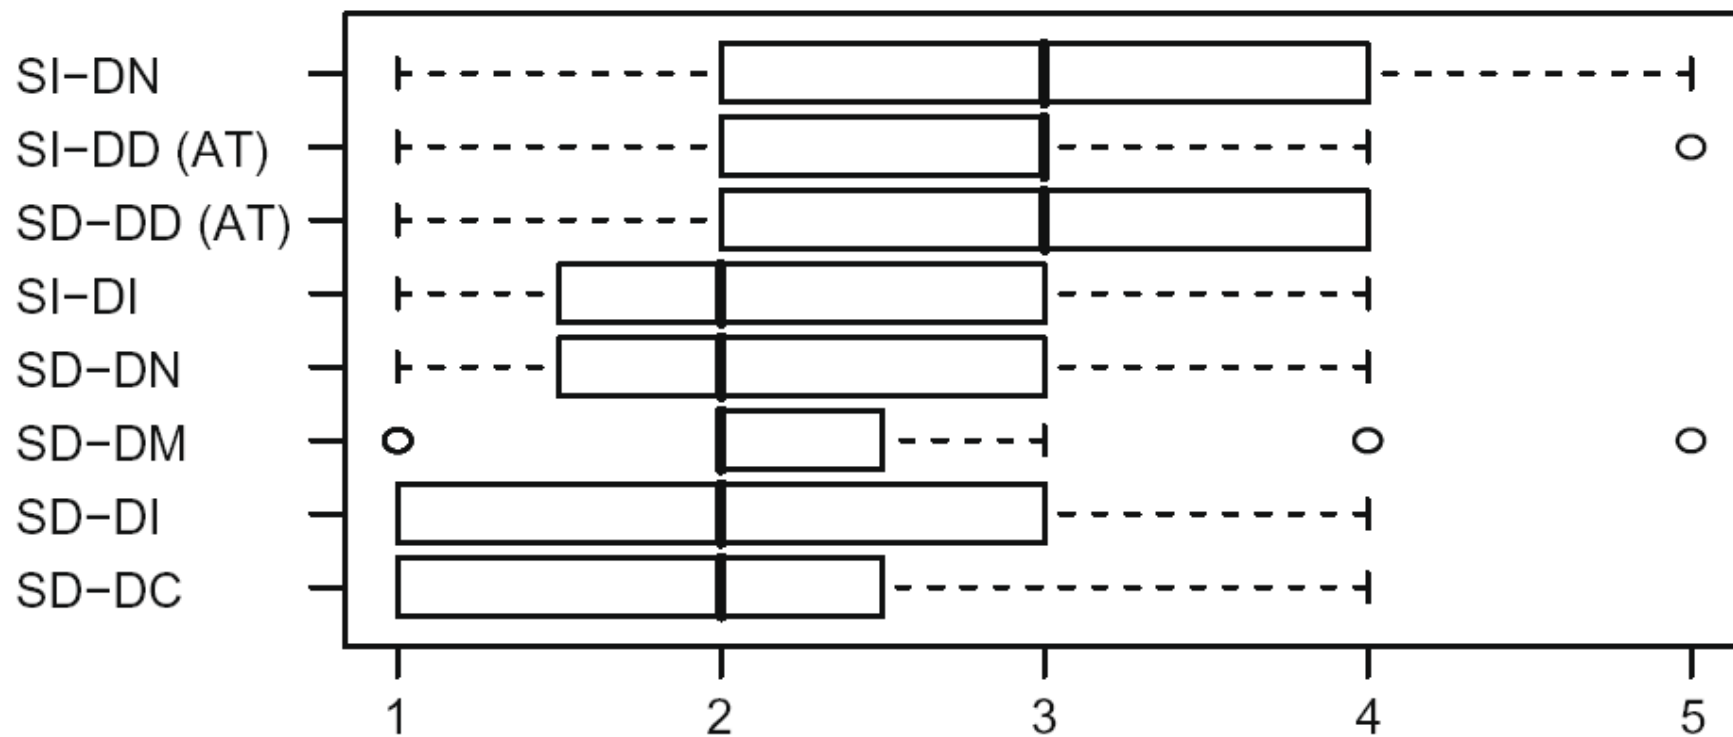 SI-DN
SI-DD (AT)
SD-DD (AT)
SI-DI
SD-DN
SD-DM
SD-DI
SD-DC
1 2 3 4 5